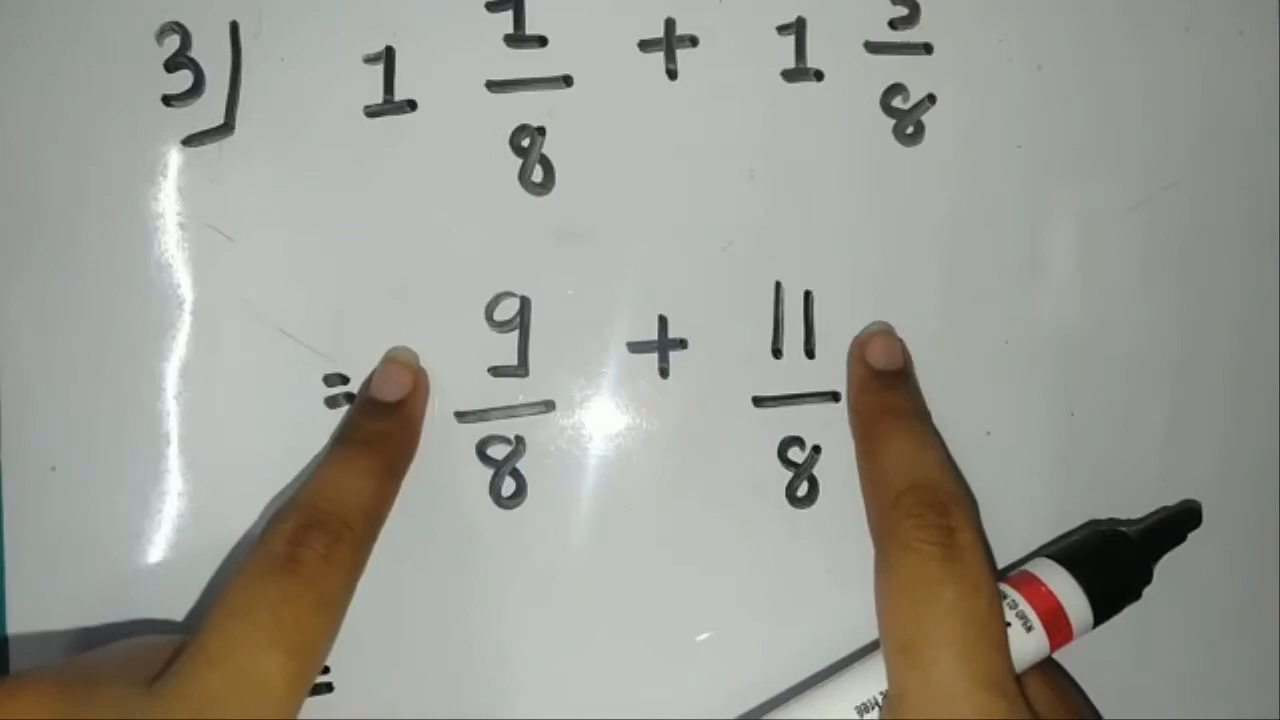 3) 1 1/8 + 1 3/8
= 9/8 + 11/8
=